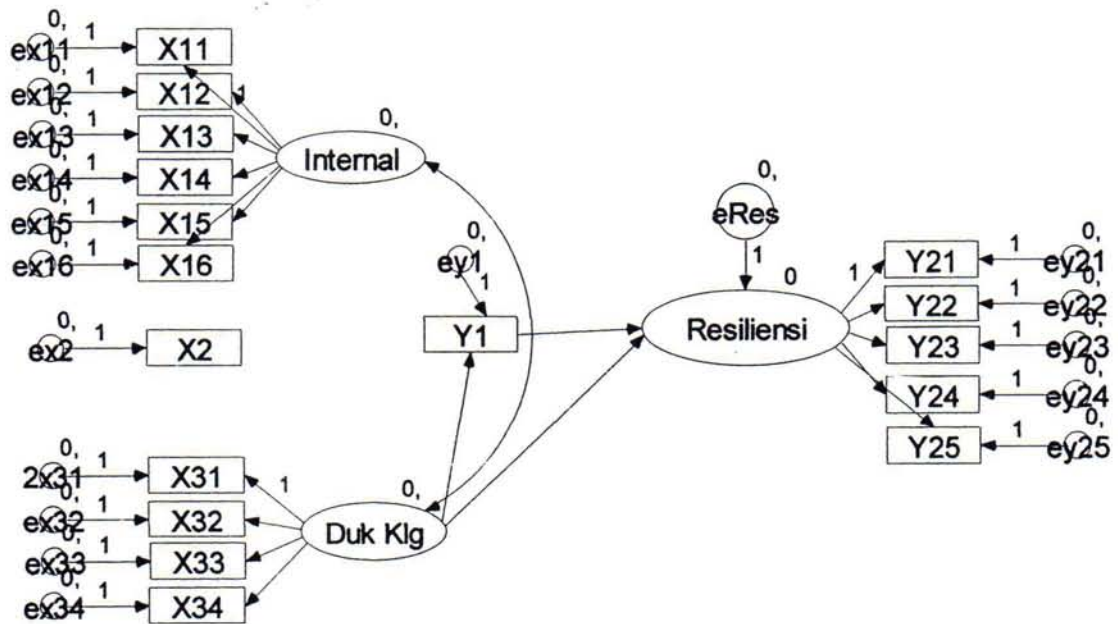 0,
ex11 1 X11
0,
ex12 1 X12 1
0,
ex13 1 X13
0,
ex14 1 X14
0,
ex15 1 X15
0,
ex16 1 X16
0,
Internal
0,
ex2 1 X2
0,
ey1
1
Y1
0,
2x31 1 X31 1
0,
ex32 1 X32
0,
ex33 1 X33
0,
ex34 1 X34
0,
Duk Klg
0,
eRes
1
0
Resiliensi
0,
1 Y21 1 ey21
0,
Y22 1 ey22
0,
Y23 1 ey23
0,
Y24 1 ey24
0,
Y25 1 ey25